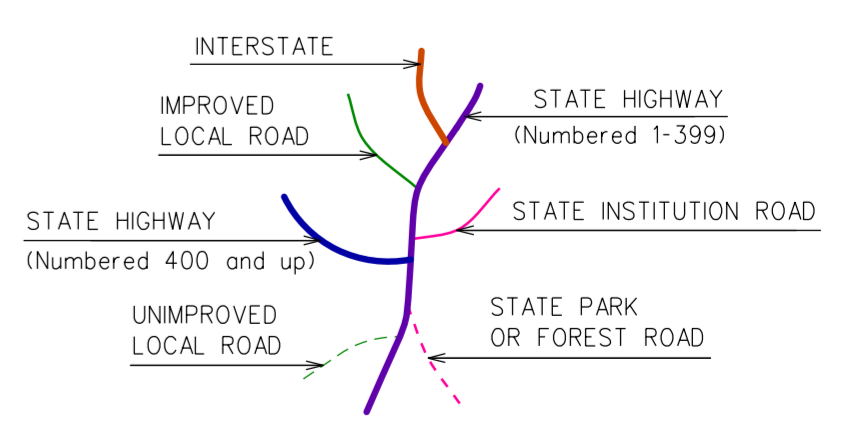 INTERSTATE
STATE HIGHWAY
(Numbered 1-399)
IMPROVED
LOCAL ROAD
STATE HIGHWAY
(Numbered 400 and up)
STATE INSTITUTION ROAD
UNIMPROVED
LOCAL ROAD
STATE PARK
OR FOREST ROAD